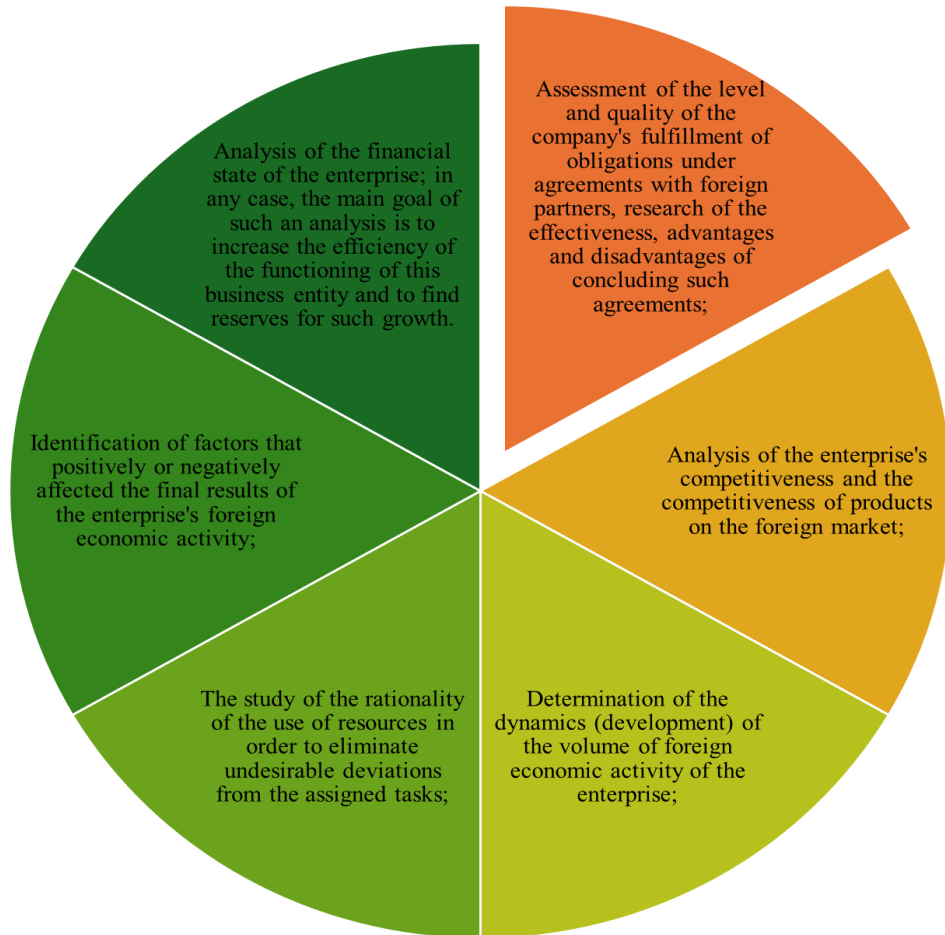 Assessment of the level
and quality of the
company's fulfillment of
obligations under
agreements with foreign
partners, research of the
effectiveness, advantages
and disadvantages of
concluding such
agreements;
Analysis of the enterprise's
competitiveness and the
competitiveness of products
on the foreign market;
Determination of the
dynamics (development) of
the volume of foreign
economic activity of the
enterprise;
The study of the rationality
of the use of resources in
order to eliminate
undesirable deviations
from the assigned tasks;
Identification of factors that
positively or negatively
affected the final results of
the enterprise's foreign
economic activity;
Analysis of the financial
state of the enterprise; in
any case, the main goal of
such an analysis is to
increase the efficiency of
the functioning of this
business entity and to find
reserves for such growth.